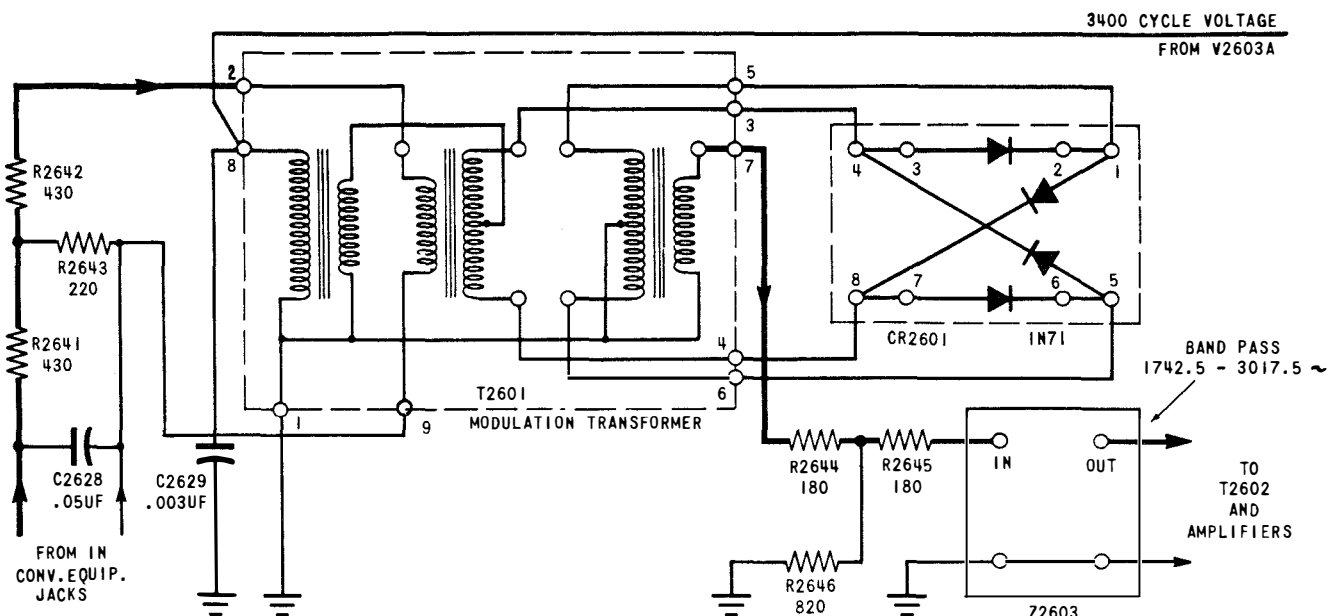 3400 CYCLE VOLTAGE
FROM V2603A
2
5
3
7
8
R2642
430
R2643
220
R2641
430
4
3
2
1
8
7
6
5
CR2601
IN71
4
6
T2601
MODULATION TRANSFORMER
1
9
C2628
.05UF
C2629
.003UF
FROM IN
CONV.EQUIP.
JACKS
R2644
180
R2645
180
R2646
820
BAND PASS
1742.5 - 3017.5 ~
IN
OUT
TO
T2602
AND
AMPLIFIERS
Z2603